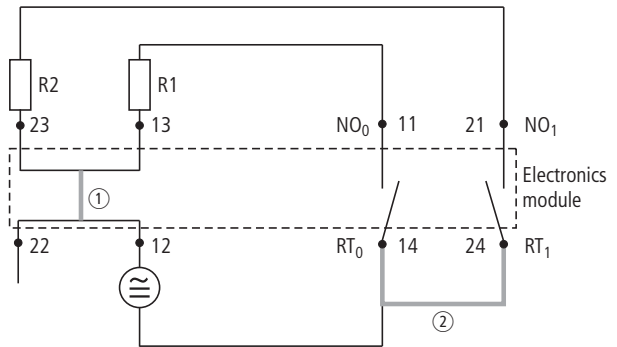 R2
R1
23
13
NO₀ 11
21 NO₁
Electronics
module
①
22
12
RT₀ 14
24 RT₁
②